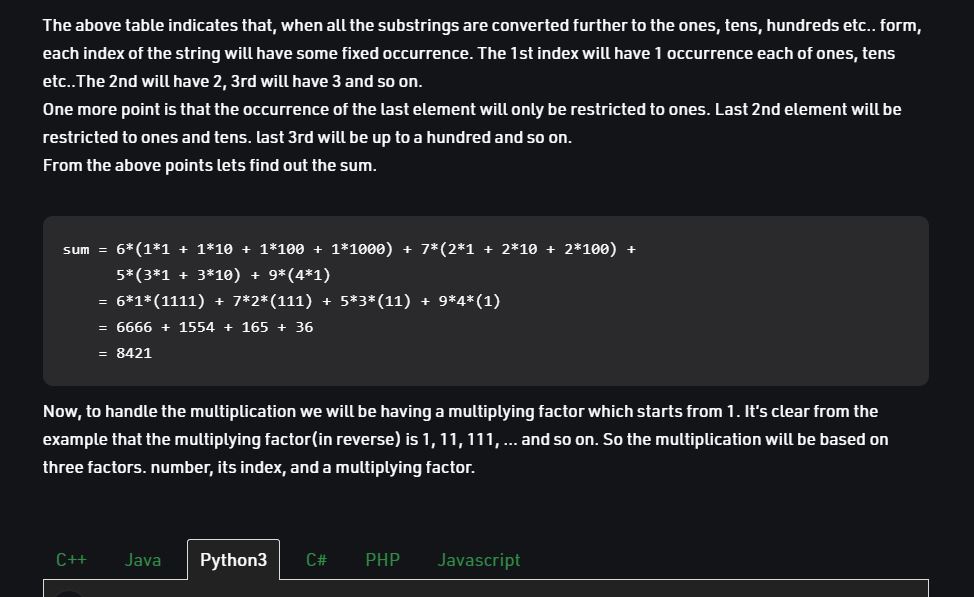 The above table indicates that, when all the substrings are converted further to the ones, tens, hundreds etc.. form,
each index of the string will have some fixed occurrence. The 1st index will have 1 occurrence each of ones, tens
etc..The 2nd will have 2, 3rd will have 3 and so on.
One more point is that the occurrence of the last element will only be restricted to ones. Last 2nd element will be
restricted to ones and tens. last 3rd will be up to a hundred and so on.
From the above points lets find out the sum.
sum = 6*(1*1 + 1*10 + 1*100 + 1*1000) + 7*(2*1 + 2*10 + 2*100) +
5*(3*1 + 3*10) + 9*(4*1)
= 6*1*(1111) + 7*2*(111) + 5*3*(11) + 9*4*(1)
= 6666 + 1554 + 165 + 36
= 8421
Now, to handle the multiplication we will be having a multiplying factor which starts from 1. It's clear from the
example that the multiplying factor(in reverse) is 1, 11, 111, ... and so on. So the multiplication will be based on
three factors. number, its index, and a multiplying factor.
C++ Java Python3 C# PHP Javascript